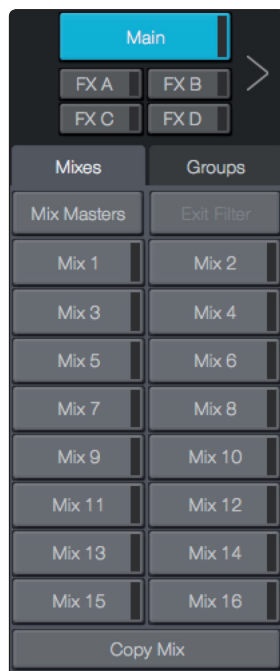 Main
FX A FX B
FX C FX D
Mixes Groups
Mix Masters Exit Filter
Mix 1 Mix 2
Mix 3 Mix 4
Mix 5 Mix 6
Mix 7 Mix 8
Mix 9 Mix 10
Mix 11 Mix 12
Mix 13 Mix 14
Mix 15 Mix 16
Copy Mix